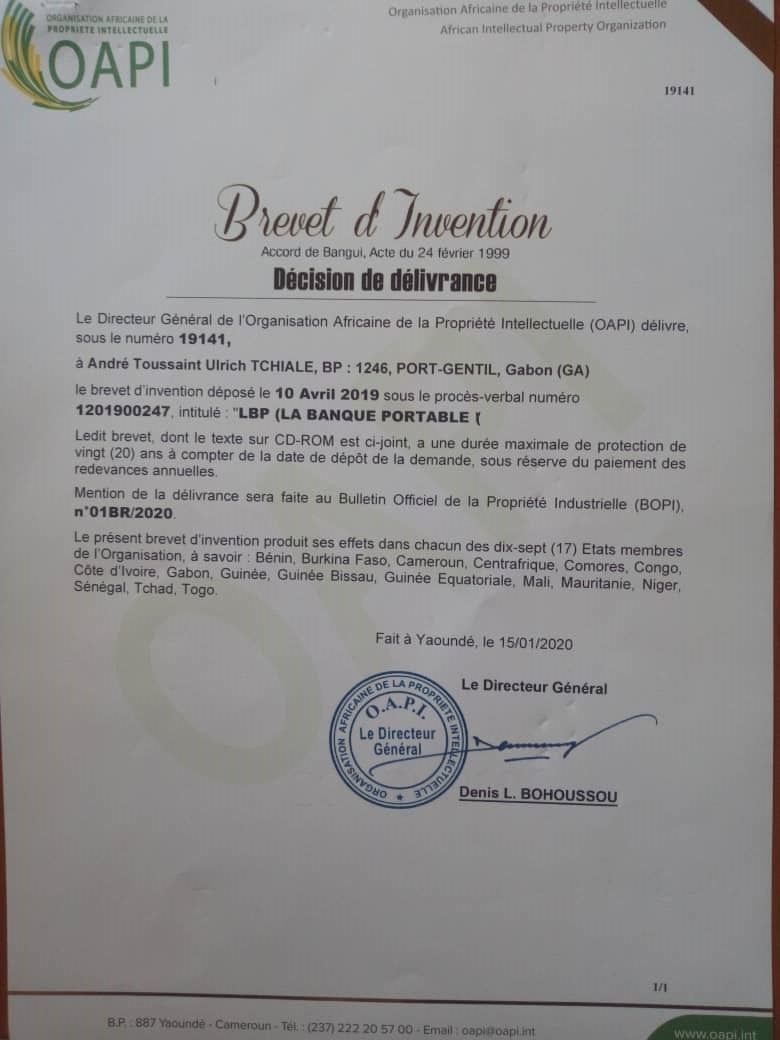 ORGANISATION AFRICAINE DE LA
PROPRIETE INTELLECTUELLE
OAPI
Organisation Africaine de la Propriété Intellectuelle
African Intellectual Property Organization
19141
Brevet d'Invention
Accord de Bangui, Acte du 24 février 1999
Décision de délivrance
Le Directeur Général de l'Organisation Africaine de la Propriété Intellectuelle (OAPI) délivre,
sous le numéro 19141,
à André Toussaint Ulrich TCHIALE, BP : 1246, PORT-GENTIL, Gabon (GA)
le brevet d'invention déposé le 10 Avril 2019 sous le procès-verbal numéro
1201900247, intitulé : "LBP (LA BANQUE PORTABLE (
Ledit brevet, dont le texte sur CD-ROM est ci-joint, a une durée maximale de protection de
vingt (20) ans à compter de la date de dépôt de la demande, sous réserve du paiement des
redevances annuelles.
Mention de la délivrance sera faite au Bulletin Officiel de la Propriété Industrielle (BOPI),
n°01BR/2020.
Le présent brevet d'invention produit ses effets dans chacun des dix-sept (17) Etats membres
de l'Organisation, à savoir : Bénin, Burkina Faso, Cameroun, Centrafrique, Comores, Congo,
Côte d'Ivoire, Gabon, Guinée, Guinée Bissau, Guinée Equatoriale, Mali, Mauritanie, Niger,
Sénégal, Tchad, Togo.
Fait à Yaoundé, le 15/01/2020
Le Directeur Général
ORGANISATION AFRICAINE DE LA PROPRIETE INTELLECTUELLE
O.A.P.I.
Le Directeur
Général
Denis L. BOHOUSSOU
OAPI
1/1
B.P. : 887 Yaoundé - Cameroun - Tél. : (237) 222 20 57 00 - Email : oapi@oapi.int
www.oapi.int